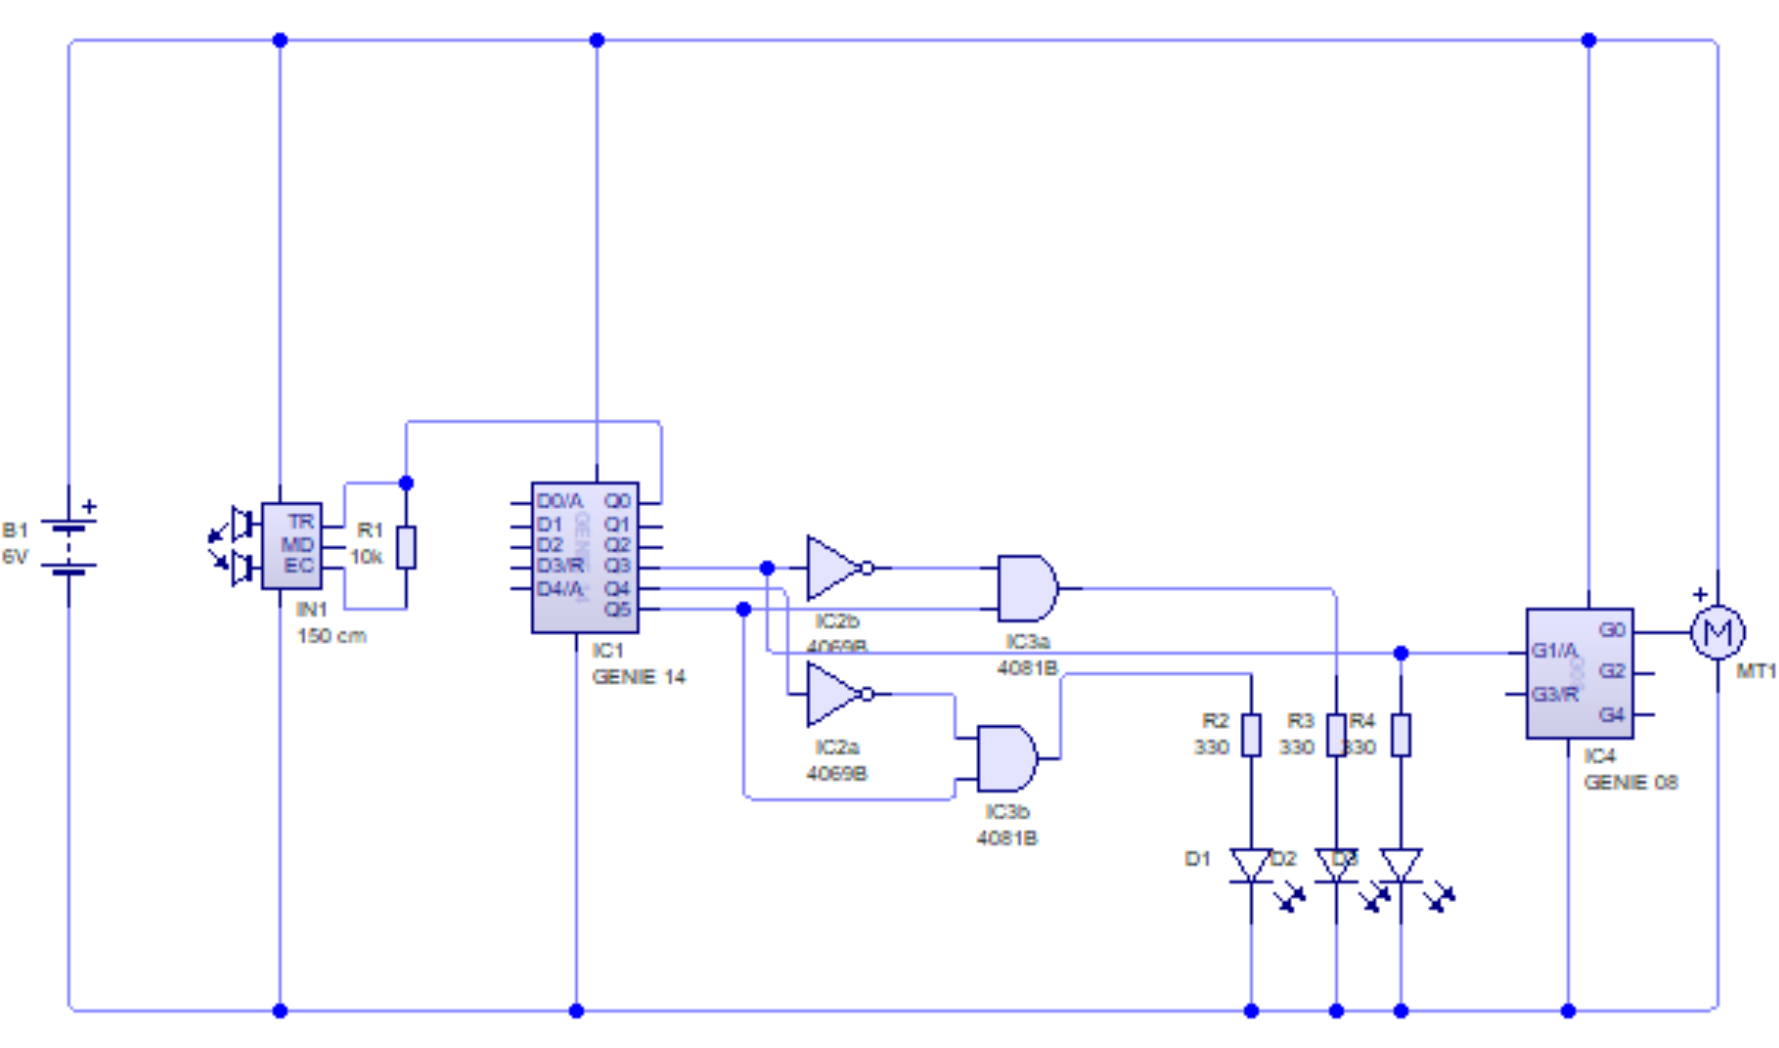 B1
6V
+
TR
MD
EC
IN1
150 cm
R1
10k
D0/A
D1
D2
D3/R
D4/A
Q0
Q1
Q2
Q3
Q4
Q5
IC1
GENIE 14
IC2b
4069B
IC3a
4081B
IC2a
4069B
IC3b
4081B
R2
330
R3
330
R4
330
D1
D2
D3
G1/A
G3/R
G0
G2
G4
IC4
GENIE 08
+
M
MT1